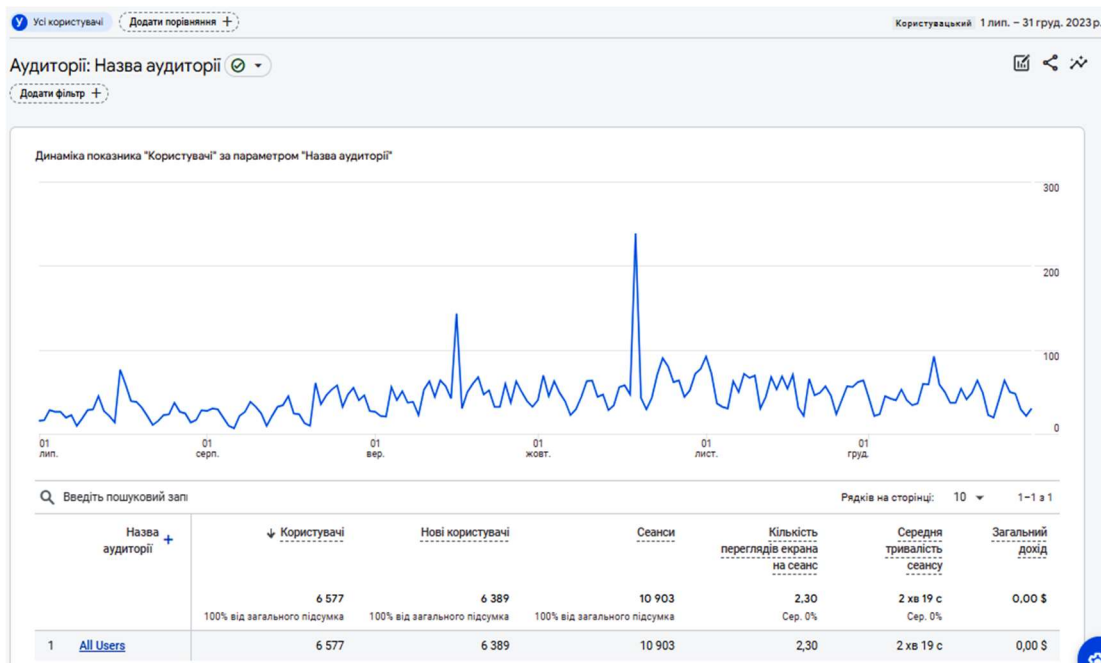 У Усі користувачі Додати порівняння + Користувацький 1 лип. – 31 груд. 2023 р.
Аудиторії: Назва аудиторії
Додати фільтр +
Динаміка показника "Користувачі" за параметром "Назва аудиторії"
300
200
100
0
01 01 01 01 01 01
лип. серп. вер. жовт. лист. груд.
Введіть пошуковий запи Рядків на сторінці: 10 1–1 з 1
Назва + Користувачі Нові користувачі Сеанси Кількість Середня Загальний
аудиторії переглядів екрана тривалість дохід
на сеанс сеансу
6 577 6 389 10 903 2,30 2 хв 19 с 0,00 $
100% від загального підсумка 100% від загального підсумка 100% від загального підсумка Сер. 0% Сер. 0%
1 All Users 6 577 6 389 10 903 2,30 2 хв 19 с 0,00 $